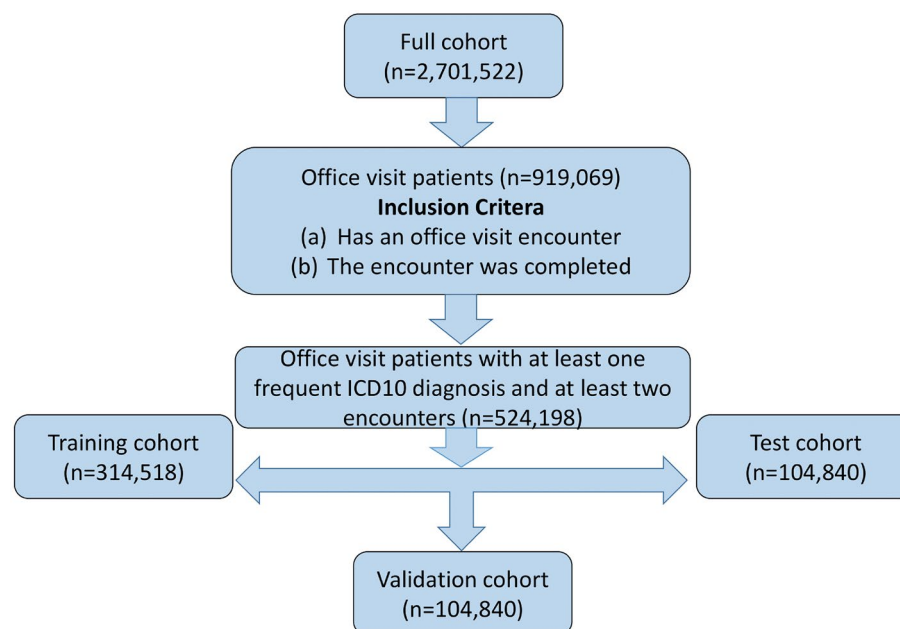 Full cohort
(n=2,701,522)
Office visit patients (n=919,069)
Inclusion Critera
(a) Has an office visit encounter
(b) The encounter was completed
Office visit patients with at least one
frequent ICD10 diagnosis and at least two
encounters (n=524,198)
Training cohort
(n=314,518)
Test cohort
(n=104,840)
Validation cohort
(n=104,840)